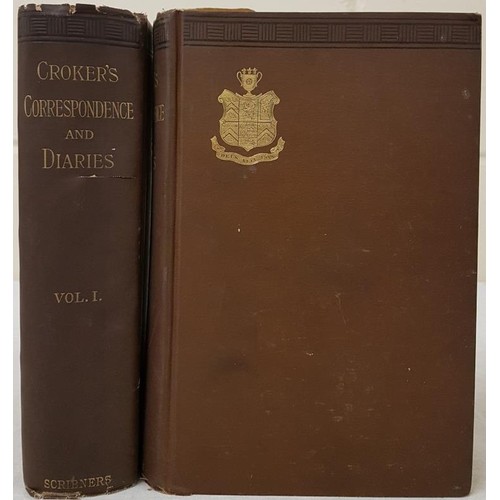 CROKER'S
CORRESPONDENCE
AND
DIARIES
VOL. I.
SCRIBNERS